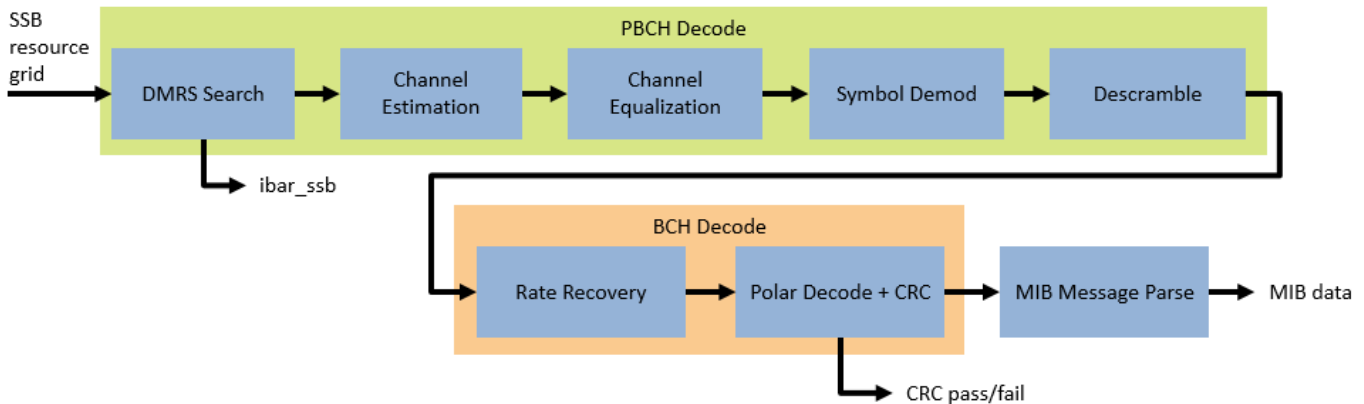 SSB
resource
grid
PBCH Decode
DMRS Search
Channel
Estimation
Channel
Equalization
Symbol Demod
Descramble
ibar_ssb
BCH Decode
Rate Recovery
Polar Decode + CRC
MIB Message Parse
MIB data
CRC pass/fail